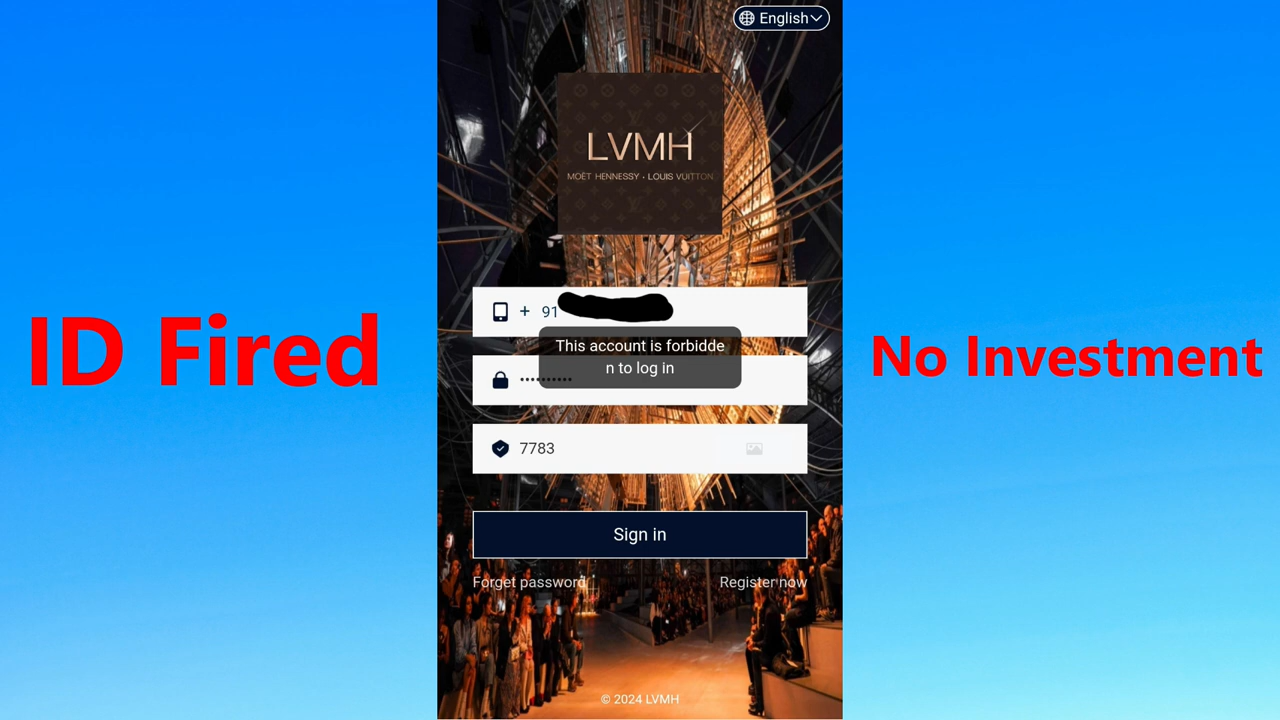 English
LVMH
MOËT HENNESSY • LOUIS VUITTON
+ 91
This account is forbidde
n to log in
••••••••••
7783
Sign in
Forget password
Register now
© 2024 LVMH
ID Fired
No Investment